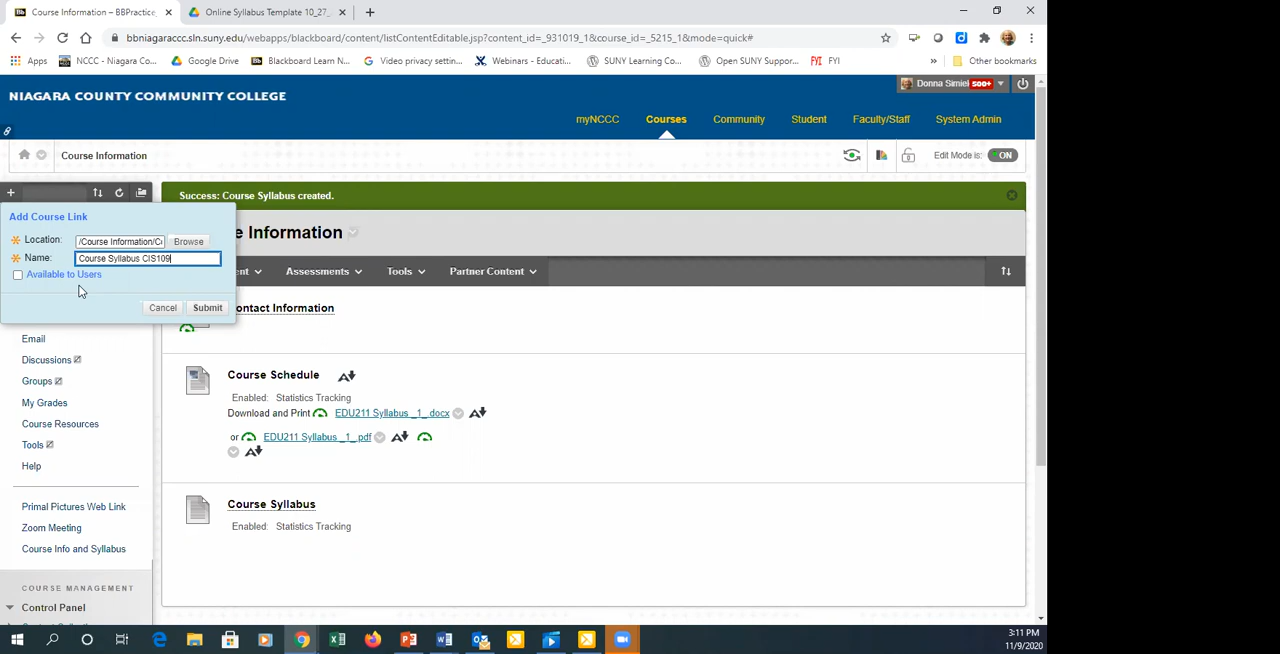 Course Information – BBPractice_
Online Syllabus Template 10_27_
bbniagaraccc.sln.suny.edu/webapps/blackboard/content/listContentEditable.jsp?content_id=_931019_1&course_id=_5215_1&mode=quick#
Apps NCCC - Niagara Co... Google Drive Blackboard Learn N... Video privacy settin... Webinars - Educati... SUNY Learning Co... Open SUNY Suppor... FYI FYI » Other bookmarks
Donna Simiel 500+
NIAGARA COUNTY COMMUNITY COLLEGE
myNCCC Courses Community Student Faculty/Staff System Admin
Course Information
Edit Mode is: ON
Success: Course Syllabus created.
Add Course Link
Location: /Course Information/Co Browse
Name: Course Syllabus CIS109
Available to Users
Cancel Submit
e Information
ent Assessments Tools Partner Content
ontact Information
Email
Discussions
Groups
My Grades
Course Resources
Tools
Help
Primal Pictures Web Link
Zoom Meeting
Course Info and Syllabus
COURSE MANAGEMENT
Control Panel
Course Schedule
Enabled: Statistics Tracking
Download and Print EDU211 Syllabus _1_.docx
or EDU211 Syllabus _1_.pdf
Course Syllabus
Enabled: Statistics Tracking
3:11 PM
11/9/2020